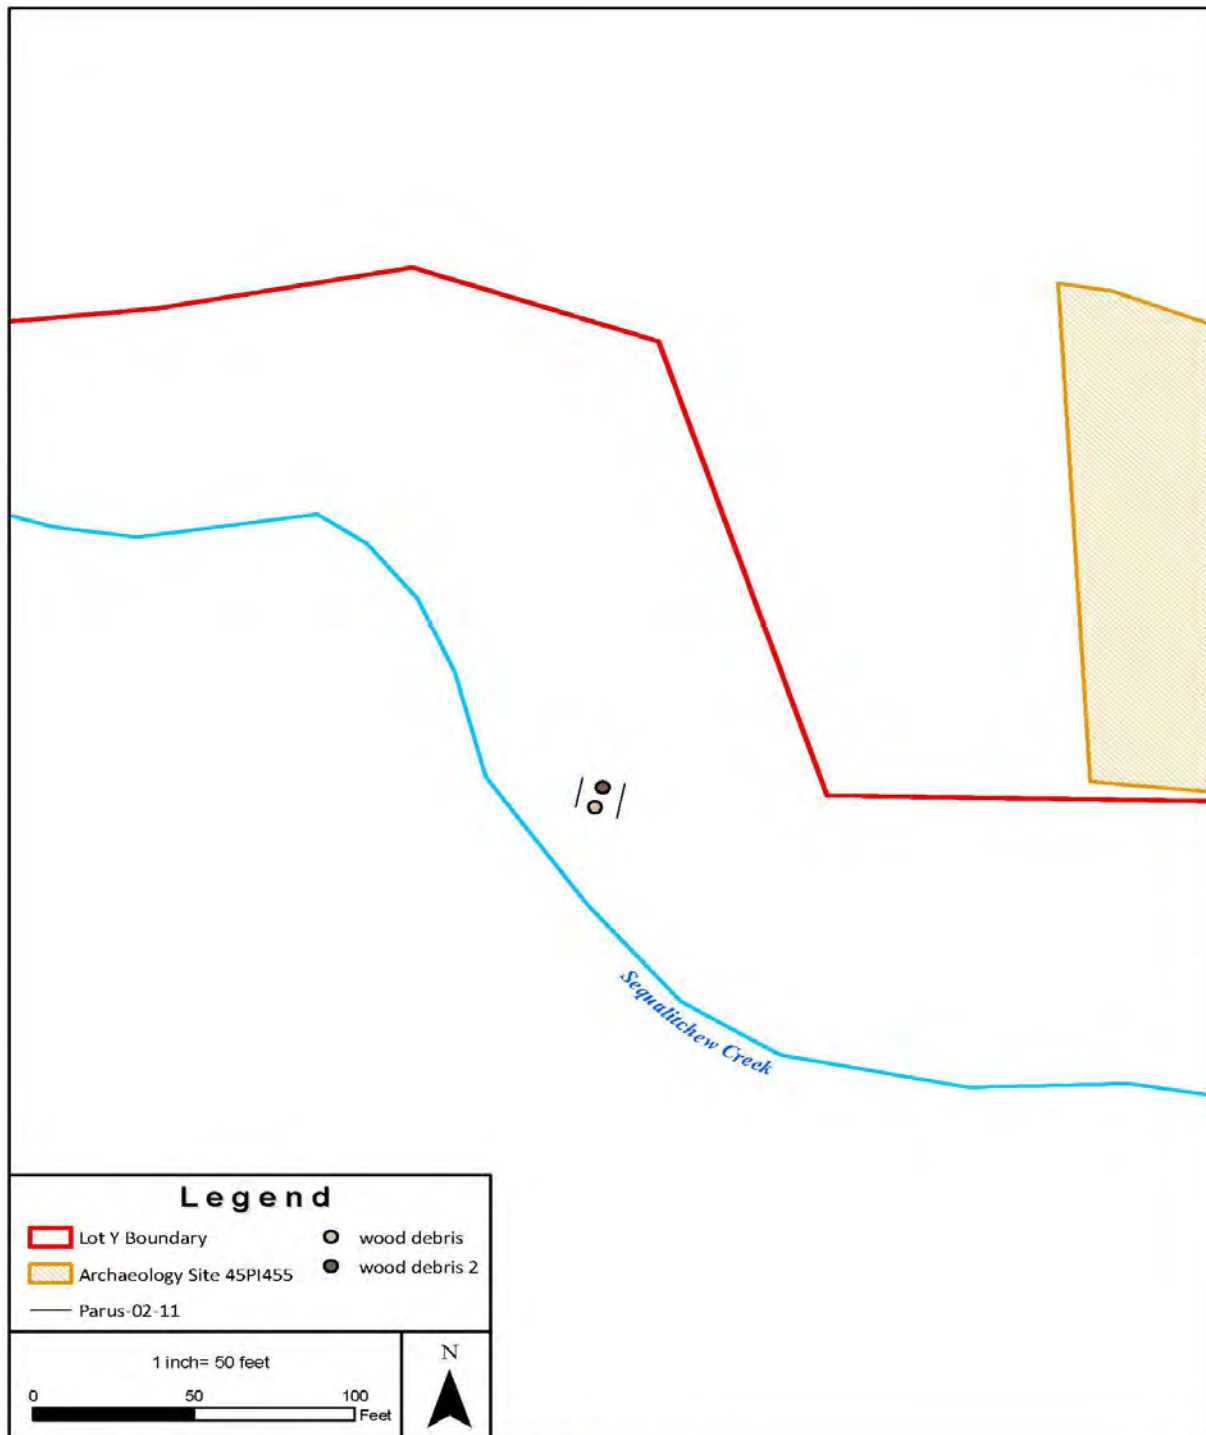 Sequalitchew Creek
Legend
Lot Y Boundary
Archaeology Site 45PI455
Parus-02-11
wood debris
wood debris 2
1 inch= 50 feet
0 50 100
Feet
N